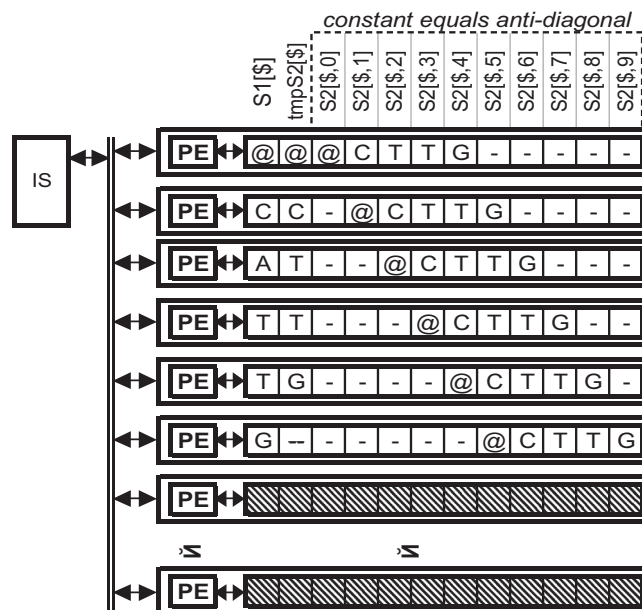 constant equals anti-diagonal
S1[$] tmpS2[$] S2[$,0] S2[$,1] S2[$,2] S2[$,3] S2[$,4] S2[$,5] S2[$,6] S2[$,7] S2[$,8] S2[$,9]
IS
PE @ @ @ C T T G - - - - -
PE C C - @ C T T G - - - -
PE A T - - @ C T T G - - -
PE T T - - - @ C T T G - -
PE T G - - - - @ C T T G -
PE G -- - - - - - @ C T T G
PE
PE